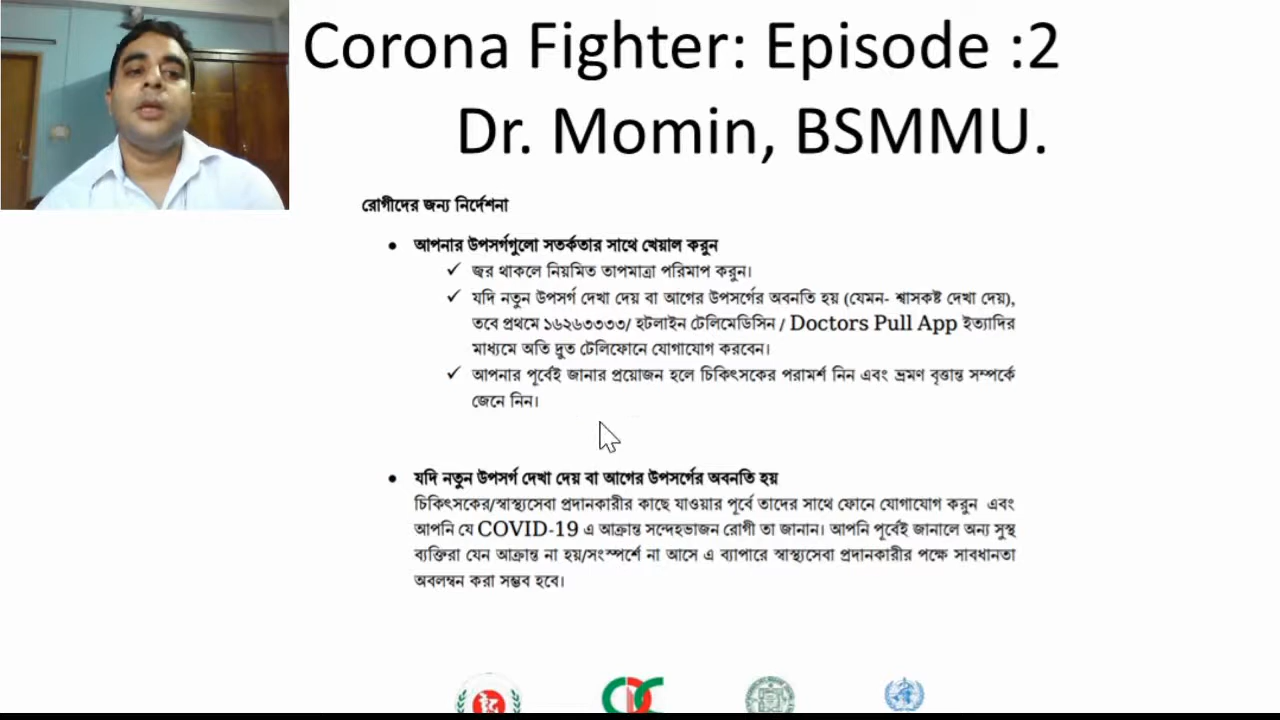 Corona Fighter: Episode :2
Dr. Momin, BSMMU.
রোগীদের জন্য নির্দেশনা
• আপনার উপসর্গগুলো সতর্কতার সাথে খেয়াল করুন
✓ জ্বর থাকলে নিয়মিত তাপমাত্রা পরিমাপ করুন।
✓ যদি নতুন উপসর্গ দেখা দেয় বা আগের উপসর্গের অবনতি হয় (যেমন- শ্বাসকষ্ট দেখা দেয়),
তবে প্রথমে ১৬২৬৩৩৩৩/ হটলাইন টেলিমেডিসিন / Doctors Pull App ইত্যাদির
মাধ্যমে অতি দ্রুত টেলিফোনে যোগাযোগ করবেন।
✓ আপনার পূর্বেই জানার প্রয়োজন হলে চিকিৎসকের পরামর্শ নিন এবং ভ্রমণ বৃত্তান্ত সম্পর্কে
জেনে নিন।
• যদি নতুন উপসর্গ দেখা দেয় বা আগের উপসর্গের অবনতি হয়
চিকিৎসকের/স্বাস্থ্যসেবা প্রদানকারীর কাছে যাওয়ার পূর্বে তাদের সাথে ফোনে যোগাযোগ করুন এবং
আপনি যে COVID-19 এ আক্রান্ত সন্দেহভাজন রোগী তা জানান। আপনি পূর্বেই জানালে অন্য সুস্থ
ব্যক্তিরা যেন আক্রান্ত না হয়/সংস্পর্শে না আসে এ ব্যাপারে স্বাস্থ্যসেবা প্রদানকারীর পক্ষে সাবধানতা
অবলম্বন করা সম্ভব হবে।